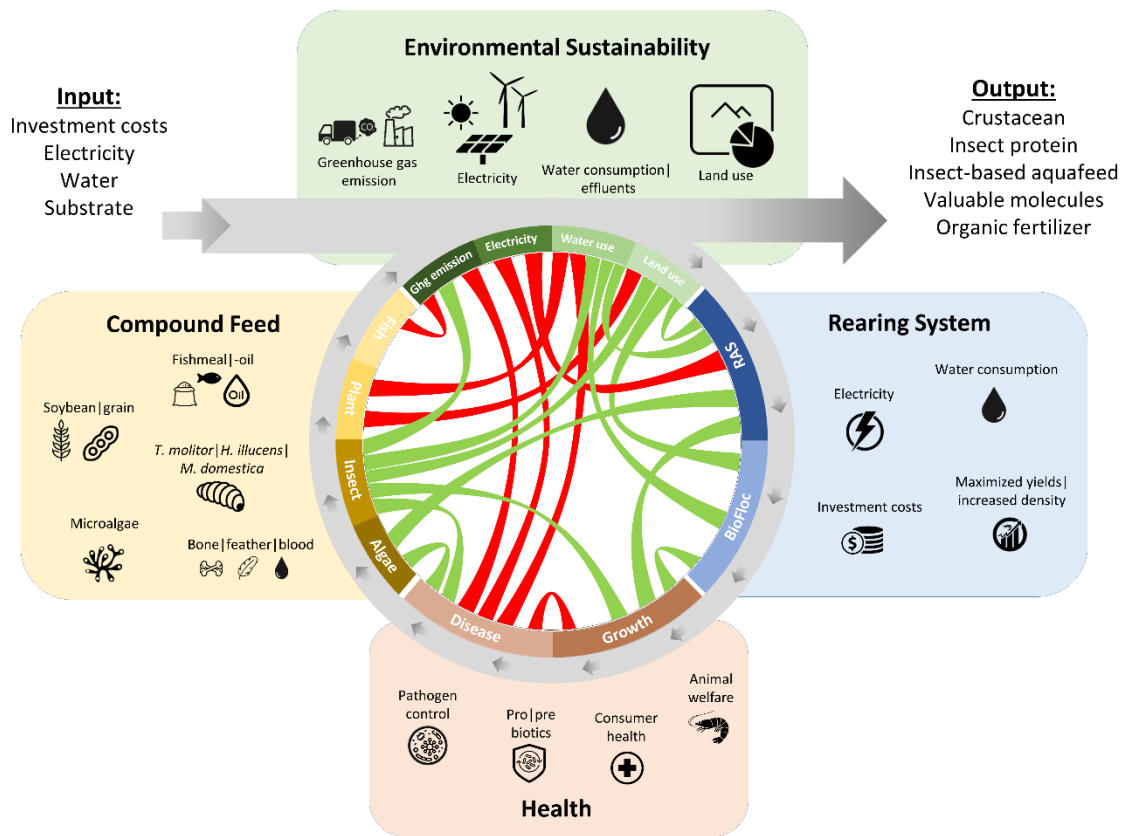 Environmental Sustainability
Greenhouse gas
emission
CO₂
Electricity
Water consumption|
effluents
Land use
Input:
Investment costs
Electricity
Water
Substrate
Output:
Crustacean
Insect protein
Insect-based aquafeed
Valuable molecules
Organic fertilizer
Compound Feed
Fishmeal|-oil
Oil
Soybean|grain
T. molitor|H. illucens|
M. domestica
Microalgae
Bone|feather|blood
Ghg emission
Electricity
Water use
Land use
RAS
BioFloc
Growth
Disease
Algae
Insect
Plant
Fish
Rearing System
Water consumption
Electricity
Maximized yields|
increased density
Investment costs
$
Pathogen
control
Pro|pre
biotics
Consumer
health
Animal
welfare
Health